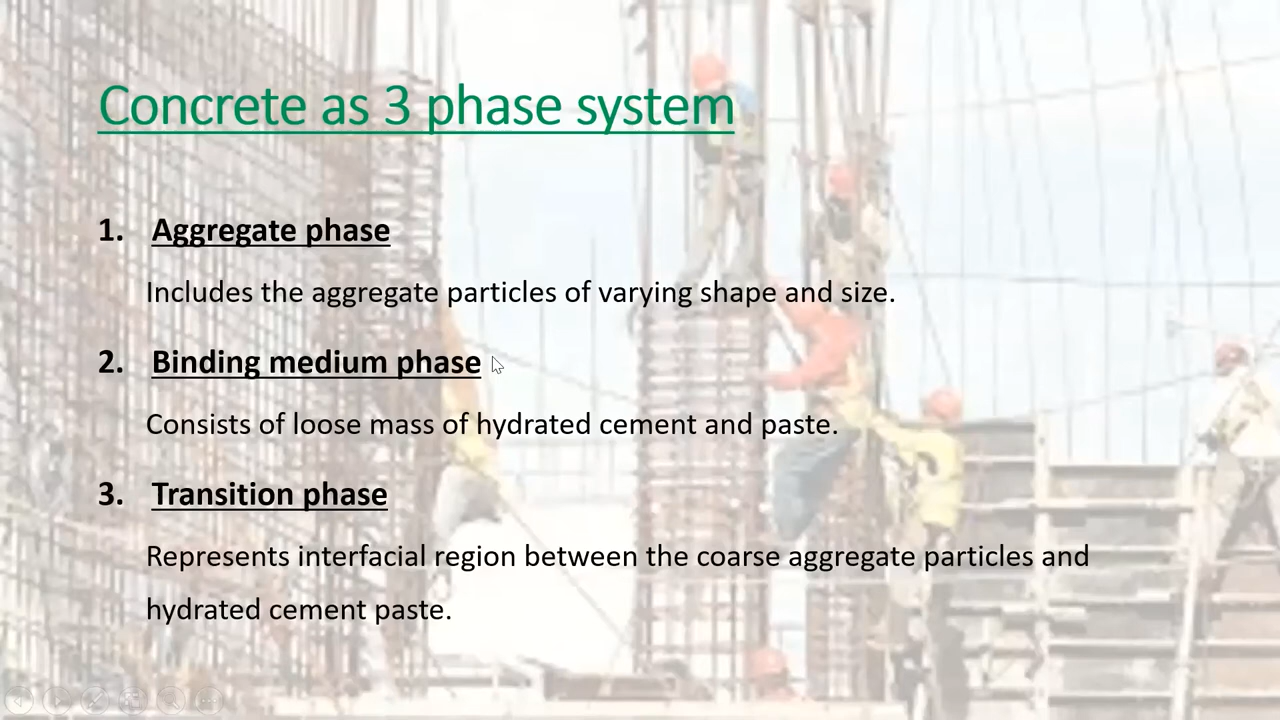 Concrete as 3 phase system
1. Aggregate phase
Includes the aggregate particles of varying shape and size.
2. Binding medium phase
Consists of loose mass of hydrated cement and paste.
3. Transition phase
Represents interfacial region between the coarse aggregate particles and
hydrated cement paste.